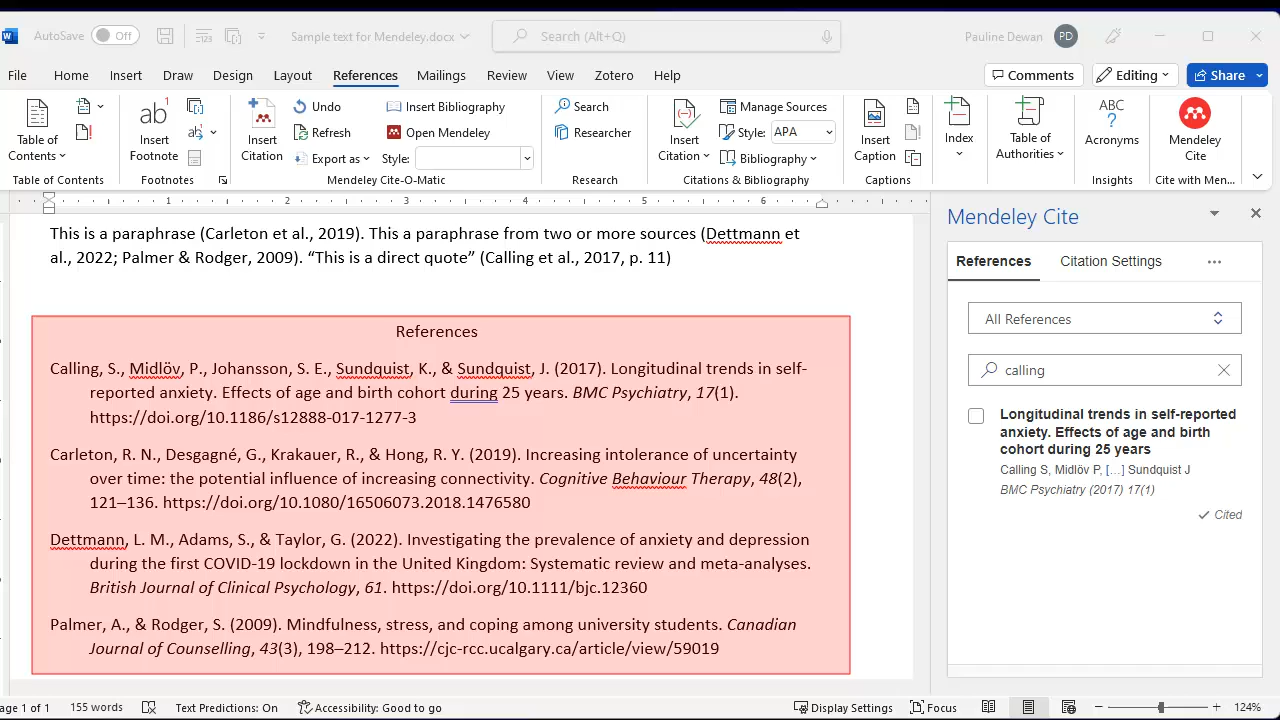 AutoSave Off Sample text for Mendeley.docx Search (Alt+Q) Pauline Dewan PD
File Home Insert Draw Design Layout References Mailings Review View Zotero Help Comments Editing Share
Table of Contents
Table of Contents
ab Insert Footnote
Footnotes
Insert Citation
Undo
Refresh
Export as
Insert Bibliography
Open Mendeley
Style:
Mendeley Cite-O-Matic
Search
Researcher
Research
Insert Citation
Manage Sources
Style: APA
Bibliography
Citations & Bibliography
Insert Caption
Captions
Index
Table of Authorities
ABC
Acronyms
Insights
Mendeley Cite
Cite with Men...
1 2 3 4 5 6
This is a paraphrase (Carleton et al., 2019). This a paraphrase from two or more sources (Dettmann et
al., 2022; Palmer & Rodger, 2009). “This is a direct quote” (Calling et al., 2017, p. 11)
References
Calling, S., Midlöv, P., Johansson, S. E., Sundquist, K., & Sundquist, J. (2017). Longitudinal trends in self-
reported anxiety. Effects of age and birth cohort during 25 years. BMC Psychiatry, 17(1).
https://doi.org/10.1186/s12888-017-1277-3
Carleton, R. N., Desgagné, G., Krakauer, R., & Hong, R. Y. (2019). Increasing intolerance of uncertainty
over time: the potential influence of increasing connectivity. Cognitive Behaviour Therapy, 48(2),
121–136. https://doi.org/10.1080/16506073.2018.1476580
Dettmann, L. M., Adams, S., & Taylor, G. (2022). Investigating the prevalence of anxiety and depression
during the first COVID-19 lockdown in the United Kingdom: Systematic review and meta-analyses.
British Journal of Clinical Psychology, 61. https://doi.org/10.1111/bjc.12360
Palmer, A., & Rodger, S. (2009). Mindfulness, stress, and coping among university students. Canadian
Journal of Counselling, 43(3), 198–212. https://cjc-rcc.ucalgary.ca/article/view/59019
Mendeley Cite
References Citation Settings ...
All References
calling
Longitudinal trends in self-reported
anxiety. Effects of age and birth
cohort during 25 years
Calling S, Midlöv P, [...] Sundquist J
BMC Psychiatry (2017) 17(1)
Cited
age 1 of 1 155 words Text Predictions: On Accessibility: Good to go Display Settings Focus 124%